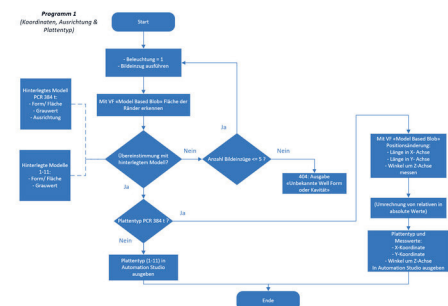 Programm 1
(Koordinaten, Ausrichtung &
Plattentyp)
Start
- Beleuchtung = 1
- Bildeinzug ausführen
Hinterlegtes Modell
PCR 384 t:
- Form/ Fläche
- Grauwert
- Ausrichtung
Mit VF «Model Based Blob» Fläche der
Ränder erkennen
Ja
Hinterlegte Modelle
1-11:
- Form/ Fläche
- Grauwert
Übereinstimmung mit
hinterlegtem Modell?
Nein
Anzahl Bildeinzüge <= 5 ?
Nein
Mit VF «Model Based Blob»
Positionsänderung:
- Länge in X- Achse
- Länge in Y- Achse
- Winkel um Z-Achse
messen
404: Ausgabe
«Unbekannte Well Form
oder Kavität»
Ja
Plattentyp PCR 384 t ?
Ja
(Umrechnung von relativen in
absolute Werte)
Nein
Plattentyp (1-11) in
Automation Studio
ausgeben
Plattentyp und
Messwerte:
- X-Koordinate
- Y-Koordinate
- Winkel um Z-Achse
in Automation Studio ausgeben
Ende